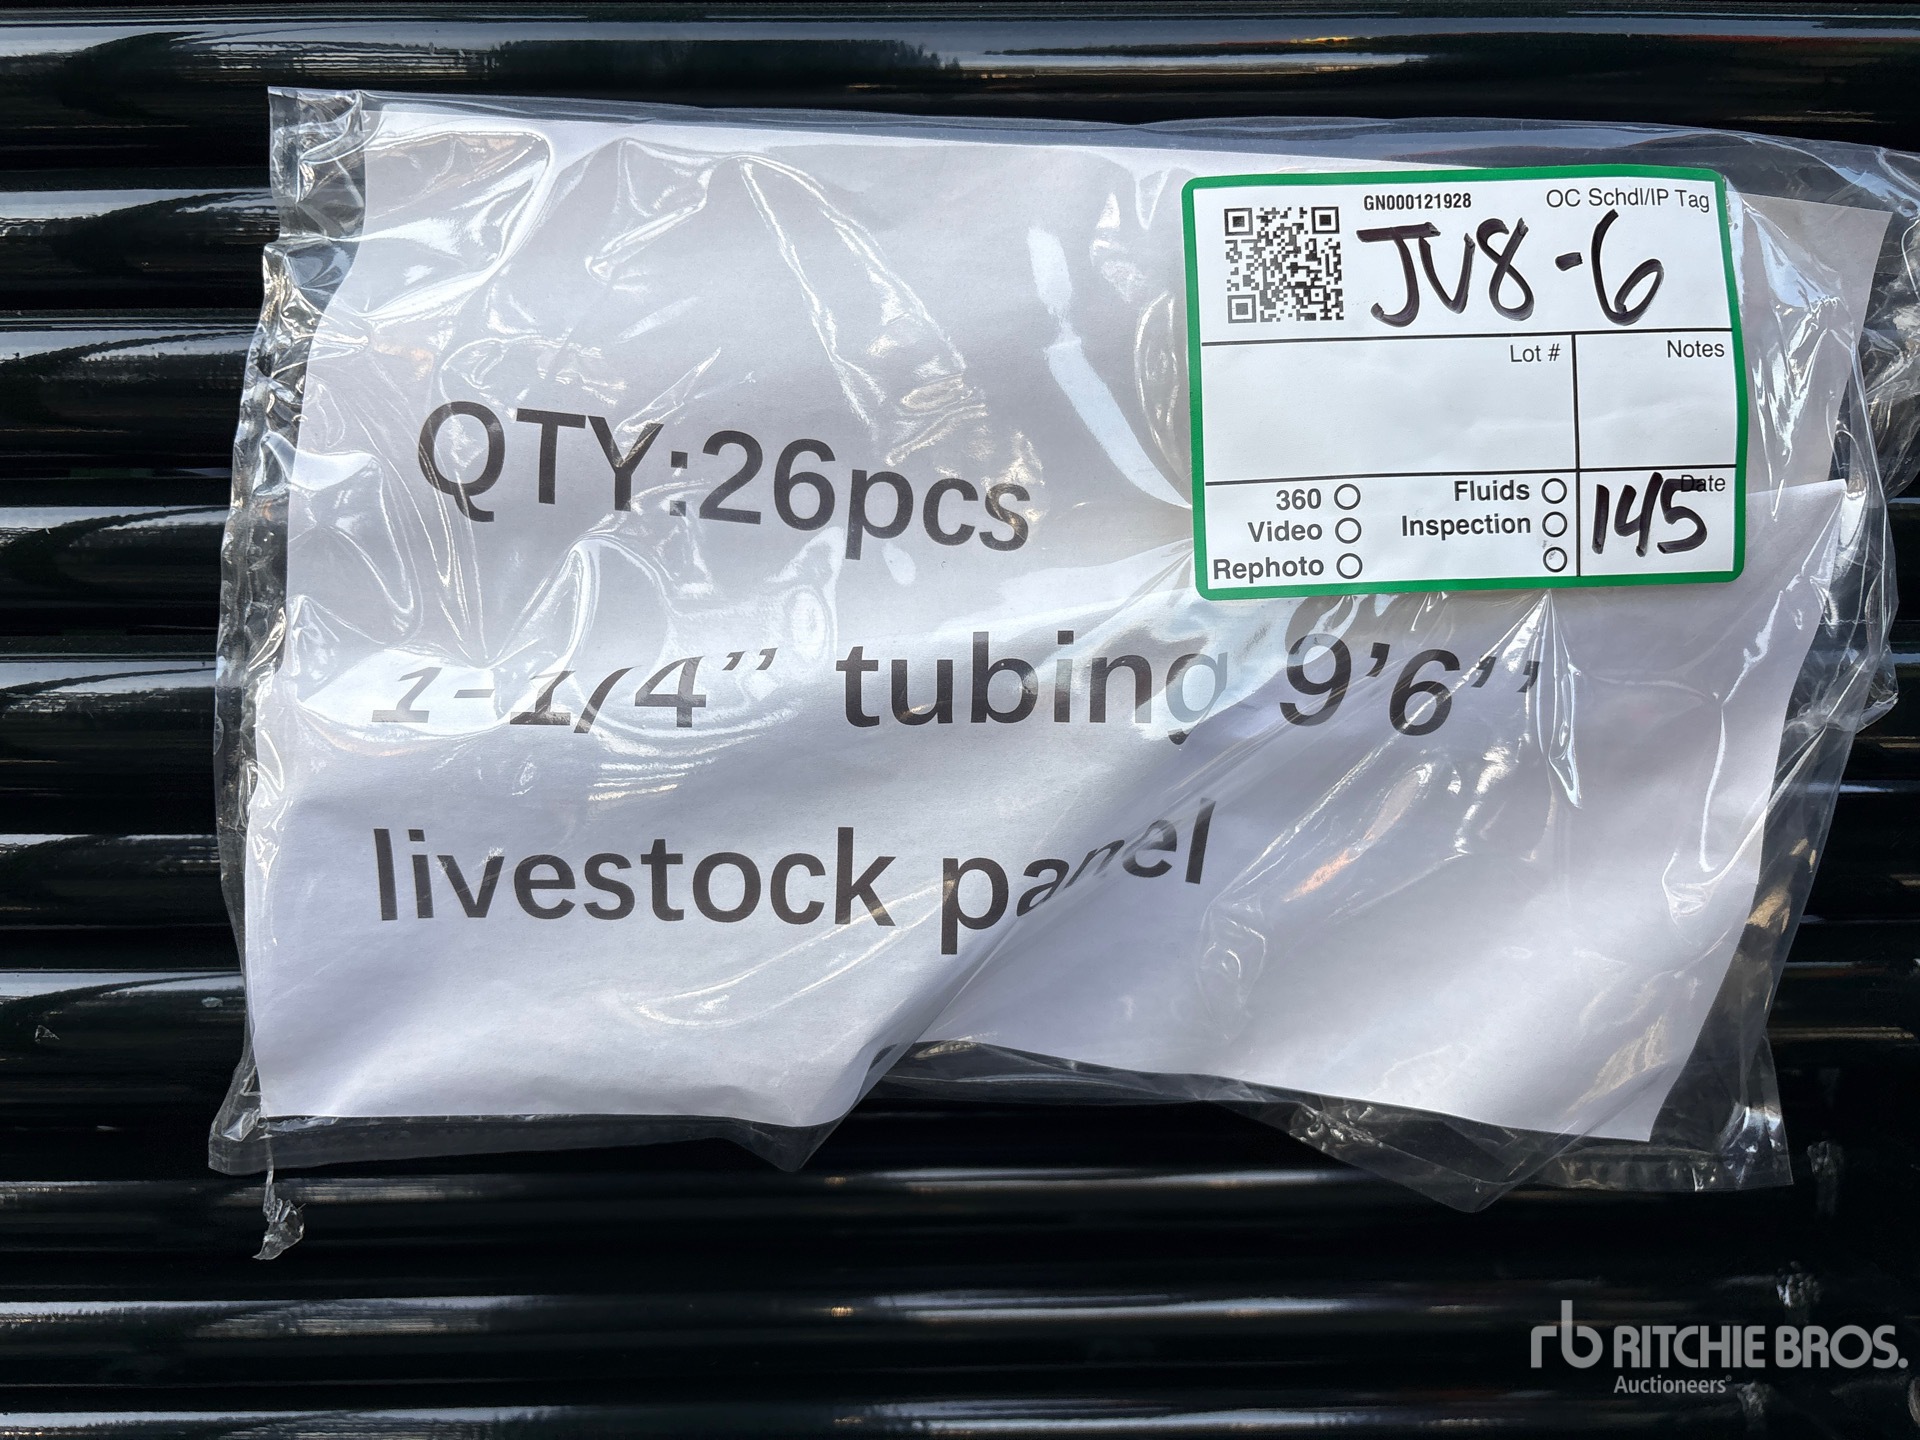 GN000121928
OC Schdl/IP Tag
JV8-6
Lot #
Notes
360
Video
Rephoto
Fluids
Inspection
Date
145
QTY:26pcs
1-1/4" tubing 9'6''
livestock panel
rb RITCHIE BROS.
Auctioneers